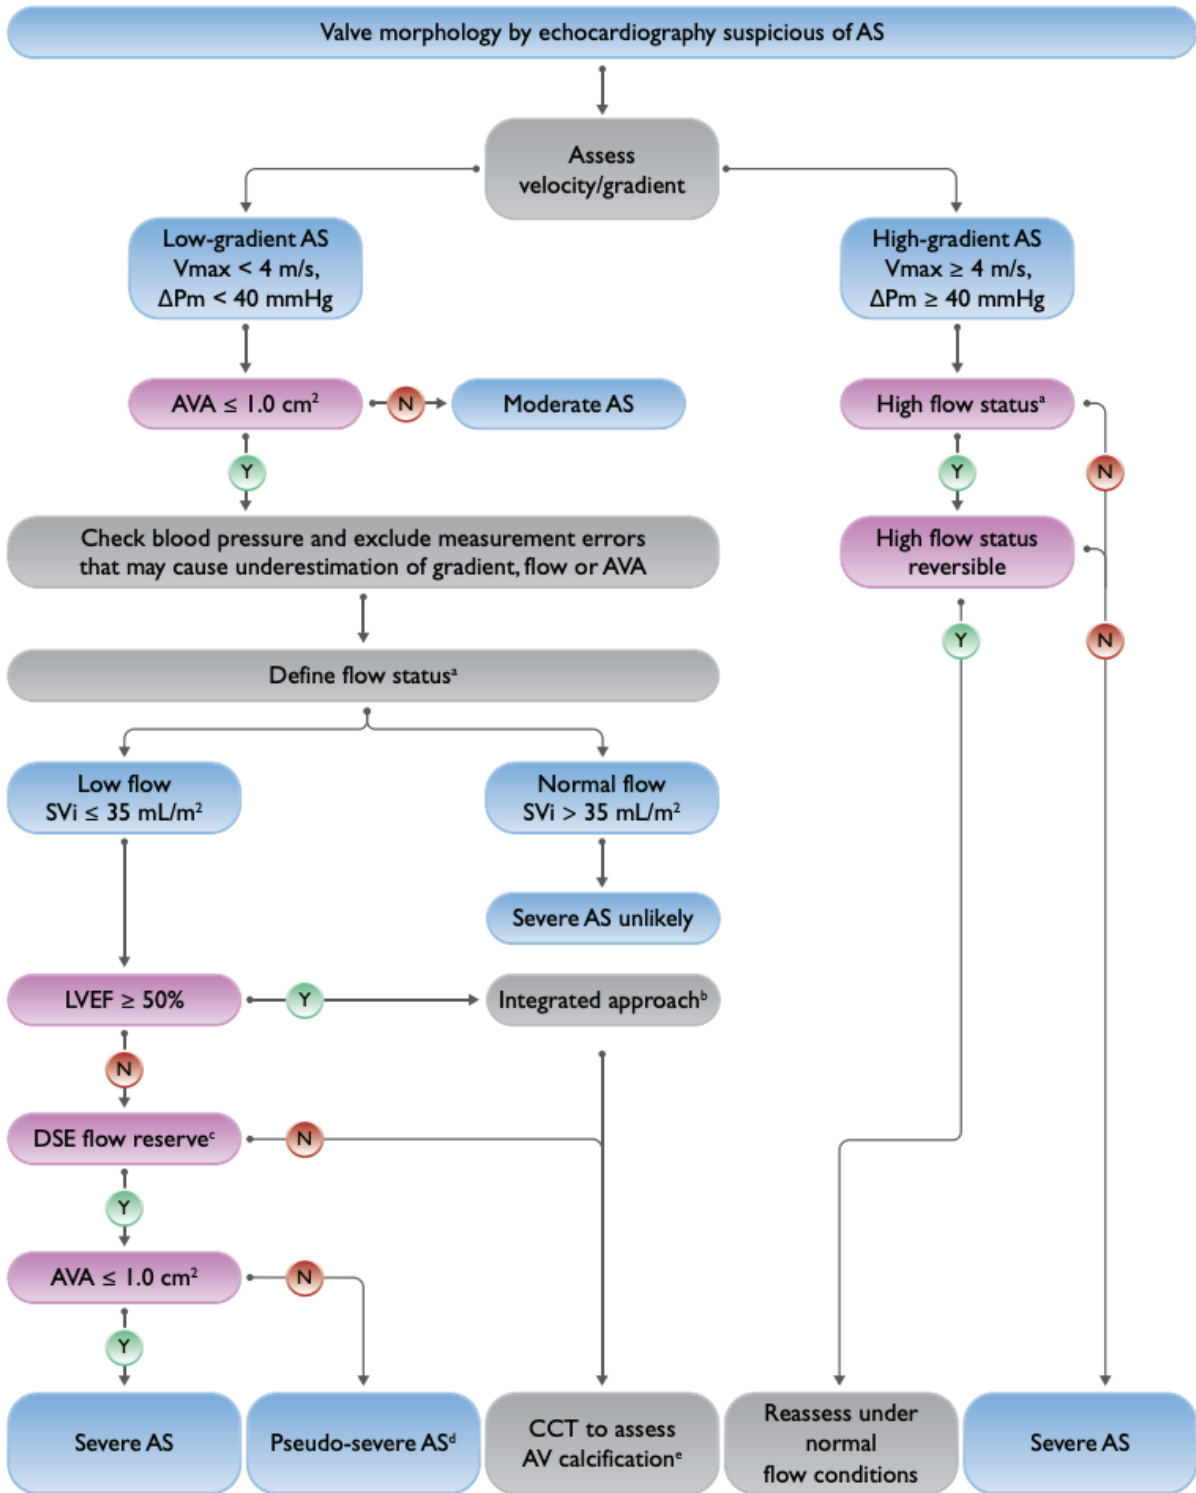 Valve morphology by echocardiography suspicious of AS
Assess
velocity/gradient
Low-gradient AS
Vmax < 4 m/s,
ΔPm < 40 mmHg
High-gradient AS
Vmax ≥ 4 m/s,
ΔPm ≥ 40 mmHg
AVA ≤ 1.0 cm²
N
Moderate AS
High flow statusᵃ
Y
Y
N
Check blood pressure and exclude measurement errors
that may cause underestimation of gradient, flow or AVA
High flow status
reversible
Y
N
Define flow statusᵃ
Low flow
SVi ≤ 35 mL/m²
Normal flow
SVi > 35 mL/m²
Severe AS unlikely
LVEF ≥ 50%
Y
Integrated approachᵇ
N
DSE flow reserveᶜ
N
Y
AVA ≤ 1.0 cm²
N
Y
Severe AS
Pseudo-severe ASᵈ
CCT to assess
AV calcificationᵉ
Reassess under
normal
flow conditions
Severe AS